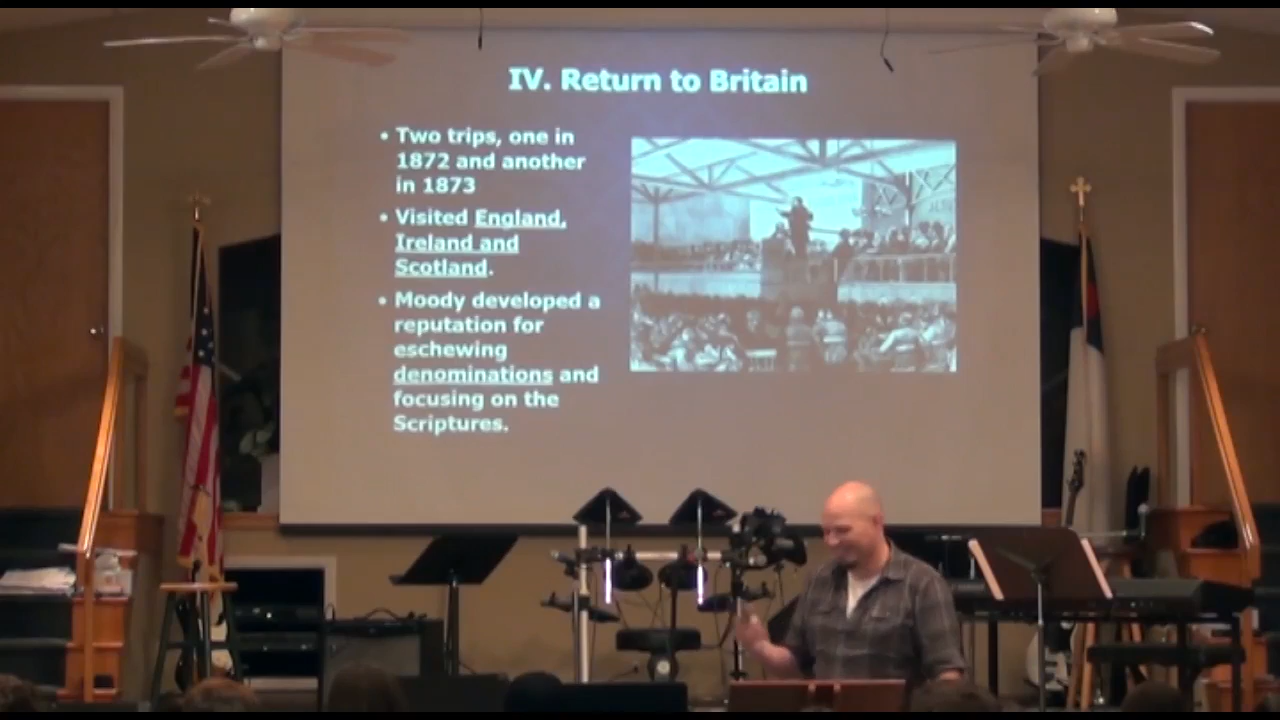 IV. Return to Britain
• Two trips, one in
1872 and another
in 1873
• Visited England,
Ireland and
Scotland.
• Moody developed a
reputation for
eschewing
denominations and
focusing on the
Scriptures.